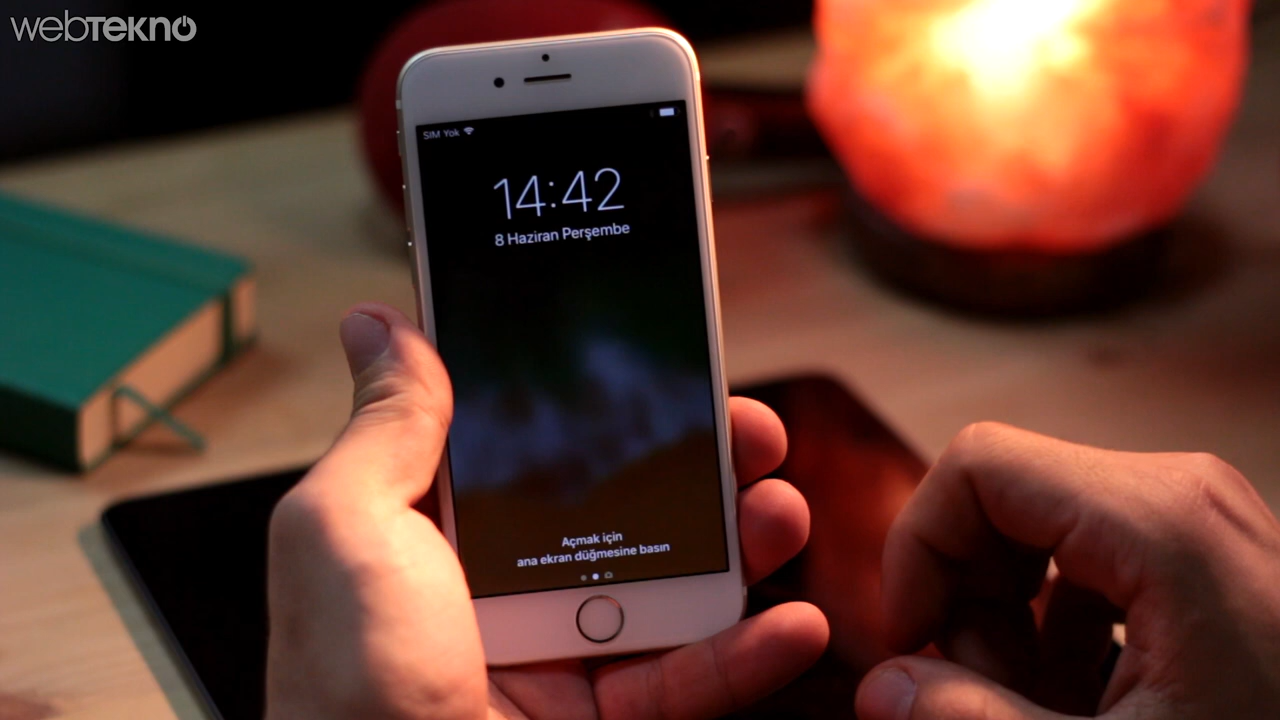 webTEKNO
SIM Yok
14:42
8 Haziran Perşembe
Açmak için
ana ekran düğmesine basın